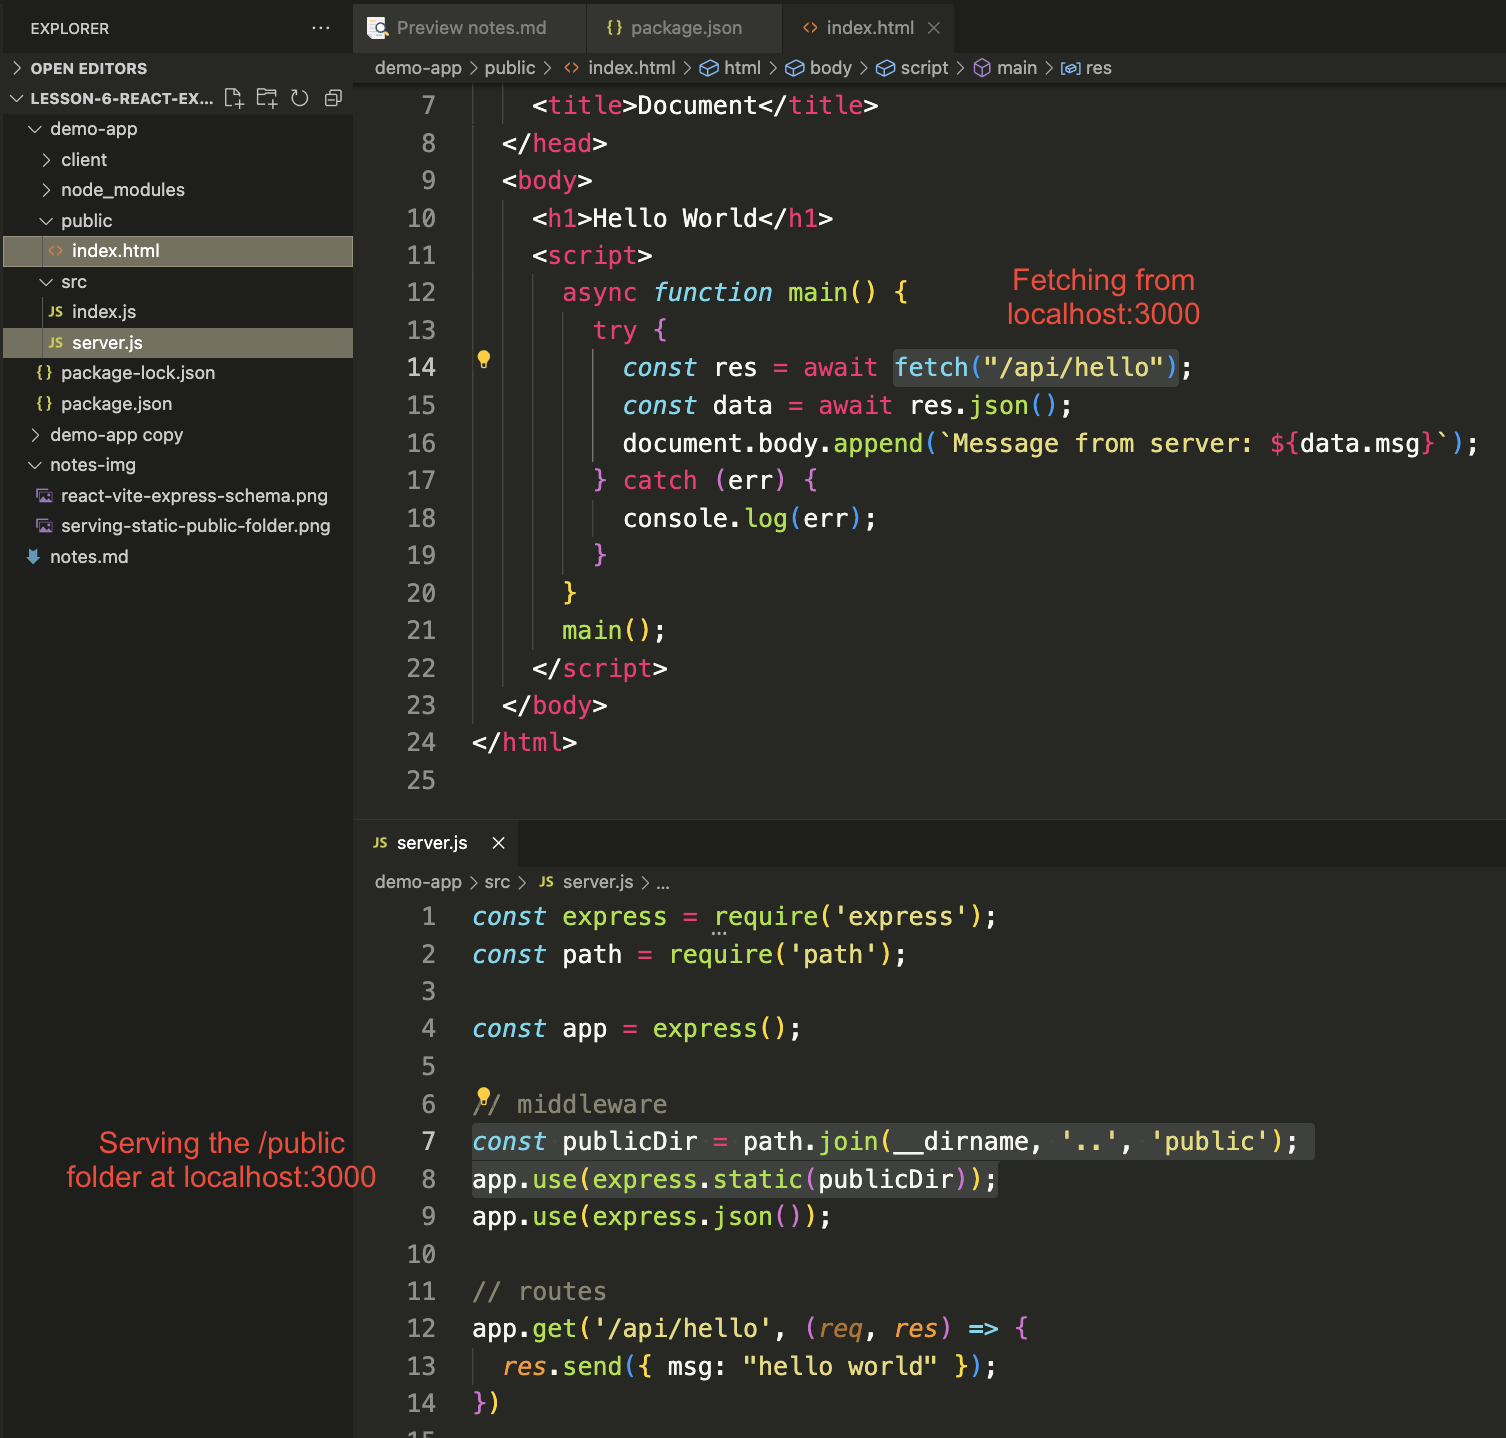 EXPLORER
OPEN EDITORS
LESSON-6-REACT-EX...
demo-app
client
node_modules
public
<> index.html
src
JS index.js
JS server.js
{} package-lock.json
{} package.json
demo-app copy
notes-img
react-vite-express-schema.png
serving-static-public-folder.png
notes.md
Serving the /public
folder at localhost:3000
Preview notes.md
{} package.json
<> index.html
demo-app > public > <> index.html > html > body > script > main > res
7 <title>Document</title>
8 </head>
9 <body>
10 <h1>Hello World</h1>
11 <script>
12 async function main() {
Fetching from
localhost:3000
13 try {
14 const res = await fetch("/api/hello");
15 const data = await res.json();
16 document.body.append(`Message from server: ${data.msg}`);
17 } catch (err) {
18 console.log(err);
19 }
20 }
21 main();
22 </script>
23 </body>
24 </html>
25
JS server.js
demo-app > src > JS server.js > ...
1 const express = require('express');
2 const path = require('path');
3
4 const app = express();
5
6 // middleware
7 const publicDir = path.join(__dirname, '..', 'public');
8 app.use(express.static(publicDir));
9 app.use(express.json());
10
11 // routes
12 app.get('/api/hello', (req, res) => {
13 res.send({ msg: "hello world" });
14 })
15